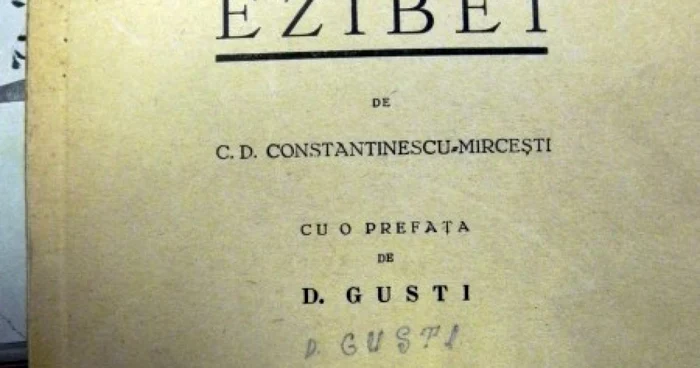 EZIBEI
DE
C. D. CONSTANTINESCU-MIRCEȘTI
CU O PREFAȚA
DE
D. GUSTI
D. GUSTI